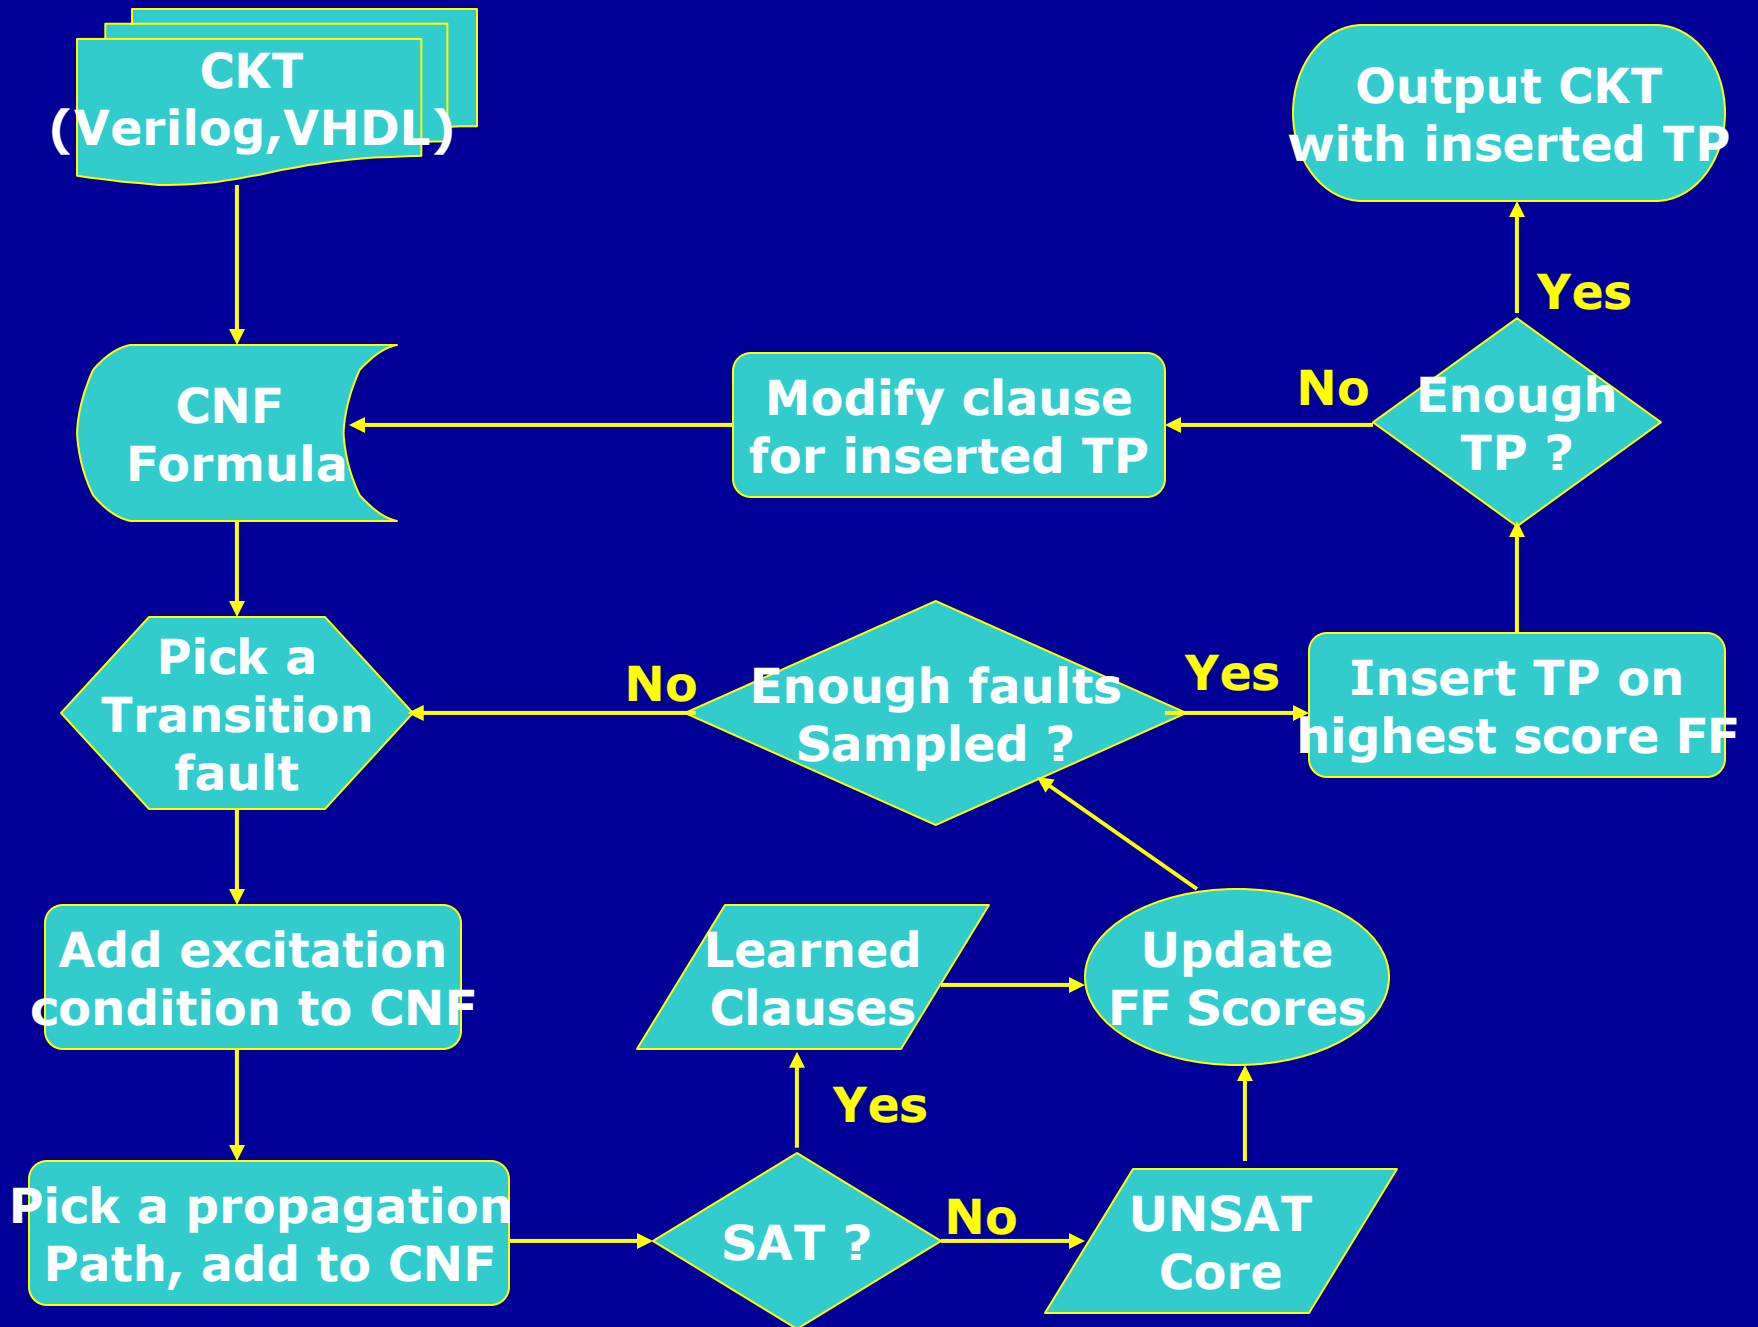 CKT
(Verilog,VHDL)
Output CKT
with inserted TP
Yes
CNF
Formula
Modify clause
for inserted TP
No
Enough
TP ?
Pick a
Transition
fault
No
Enough faults
Sampled ?
Yes
Insert TP on
highest score FF
Add excitation
condition to CNF
Learned
Clauses
Update
FF Scores
Yes
Pick a propagation
Path, add to CNF
SAT ?
No
UNSAT
Core